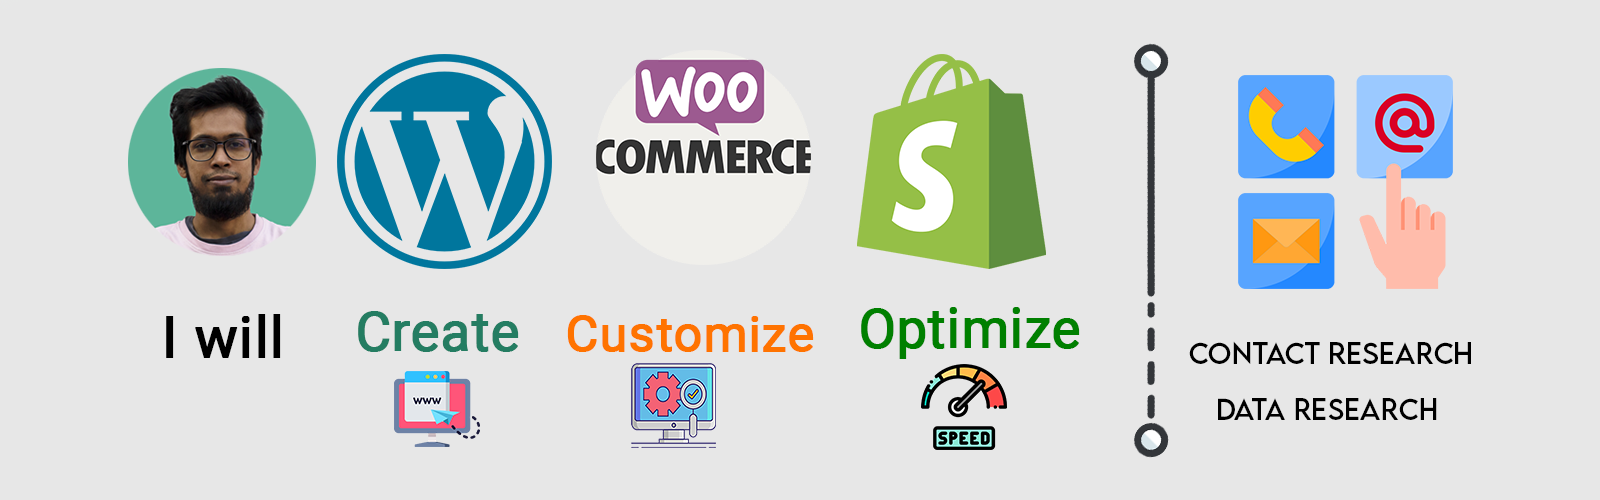 WOO
COMMERCE
I will
Create
Customize
Optimize
www
SPEED
CONTACT RESEARCH
DATA RESEARCH